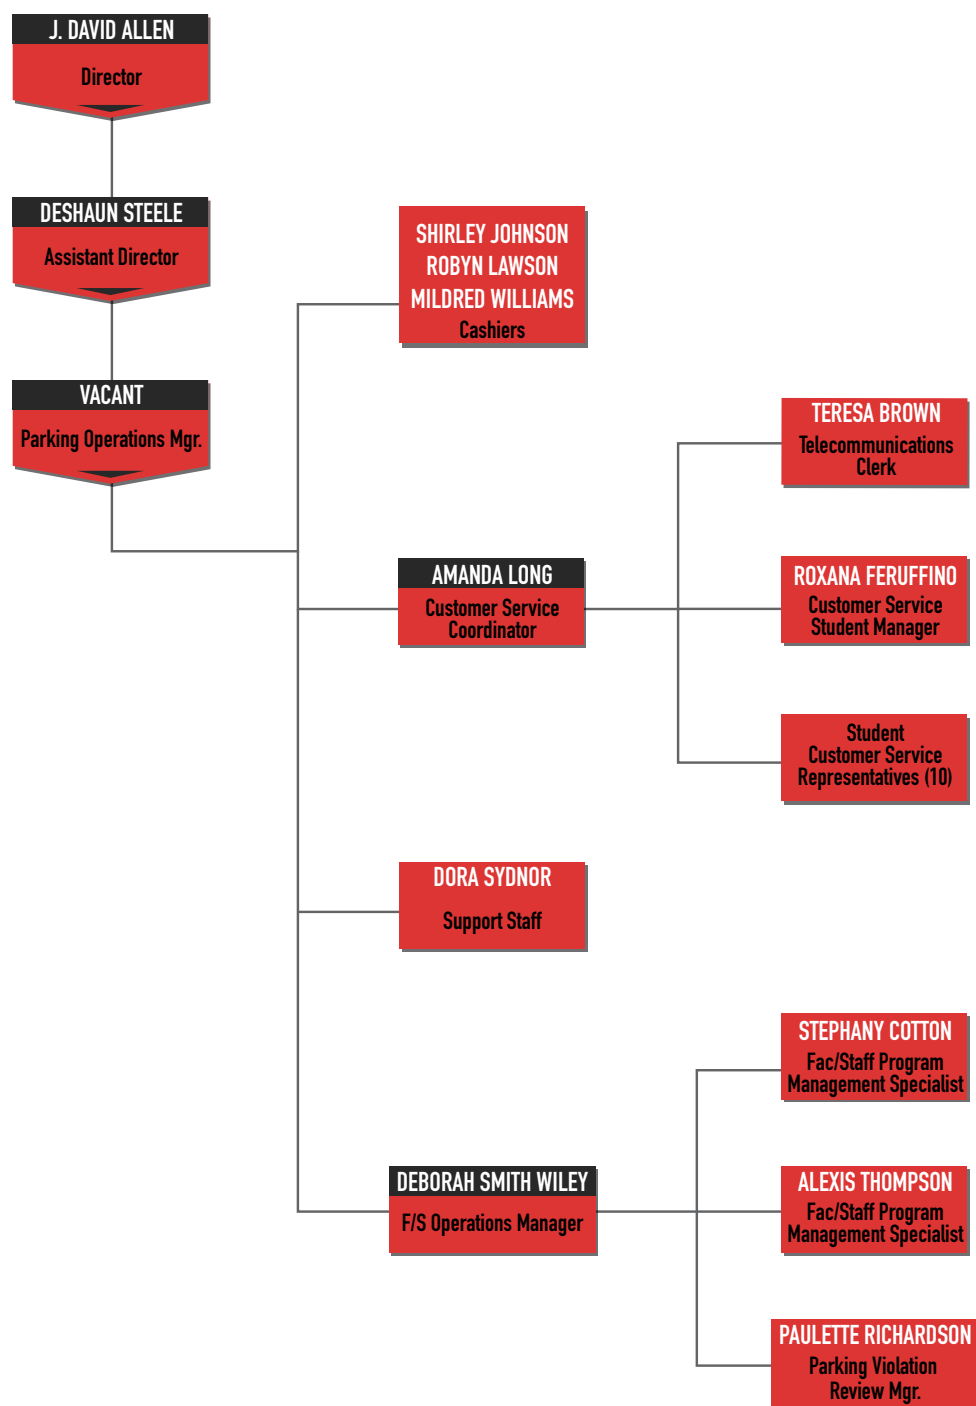 J. DAVID ALLEN
Director
DESHAUN STEELE
Assistant Director
VACANT
Parking Operations Mgr.
SHIRLEY JOHNSON
ROBYN LAWSON
MILDRED WILLIAMS
Cashiers
AMANDA LONG
Customer Service
Coordinator
TERESA BROWN
Telecommunications
Clerk
ROXANA FERUFFINO
Customer Service
Student Manager
Student
Customer Service
Representatives (10)
DORA SYDNOR
Support Staff
DEBORAH SMITH WILEY
F/S Operations Manager
STEPHANY COTTON
Fac/Staff Program
Management Specialist
ALEXIS THOMPSON
Fac/Staff Program
Management Specialist
PAULETTE RICHARDSON
Parking Violation
Review Mgr.